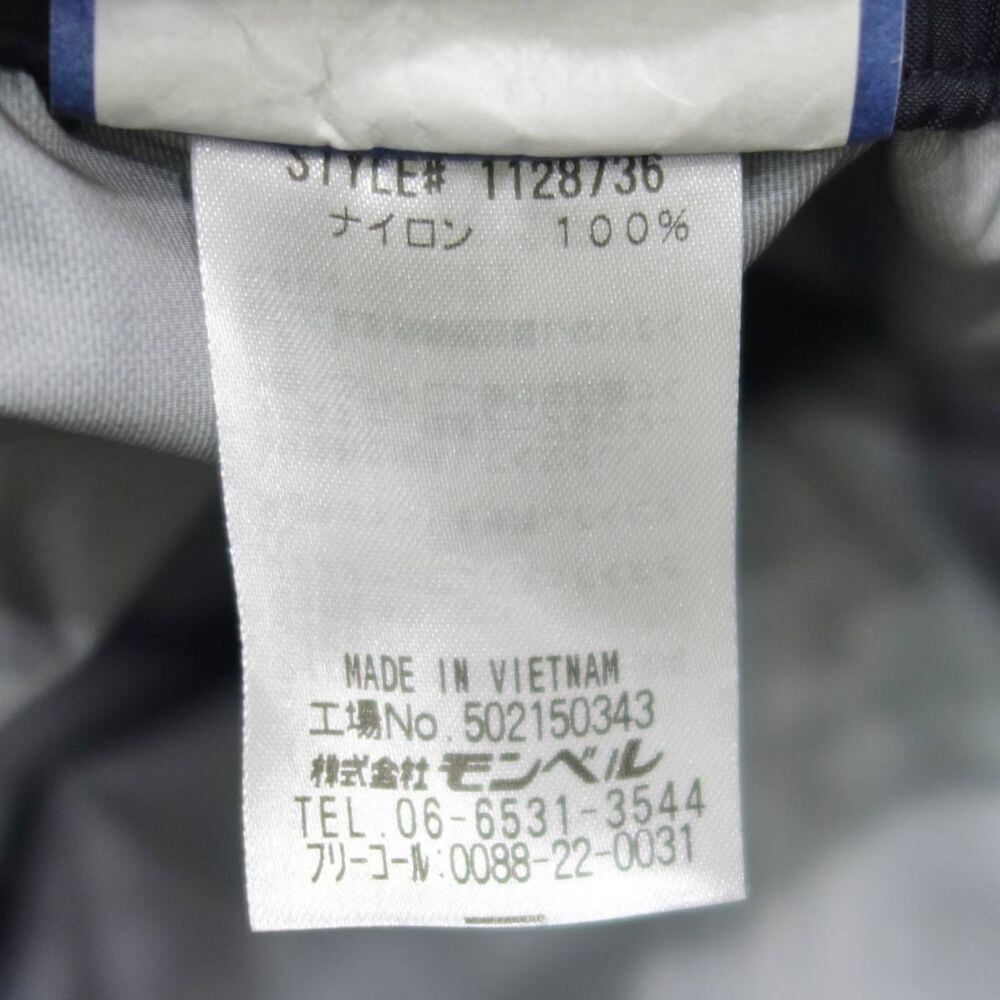 STYLE# 1128736
ナイロン 100%
MADE IN VIETNAM
工場No.502150343
株式会社 モンベル
TEL.06-6531-3544
フリーコール:0088-22-0031